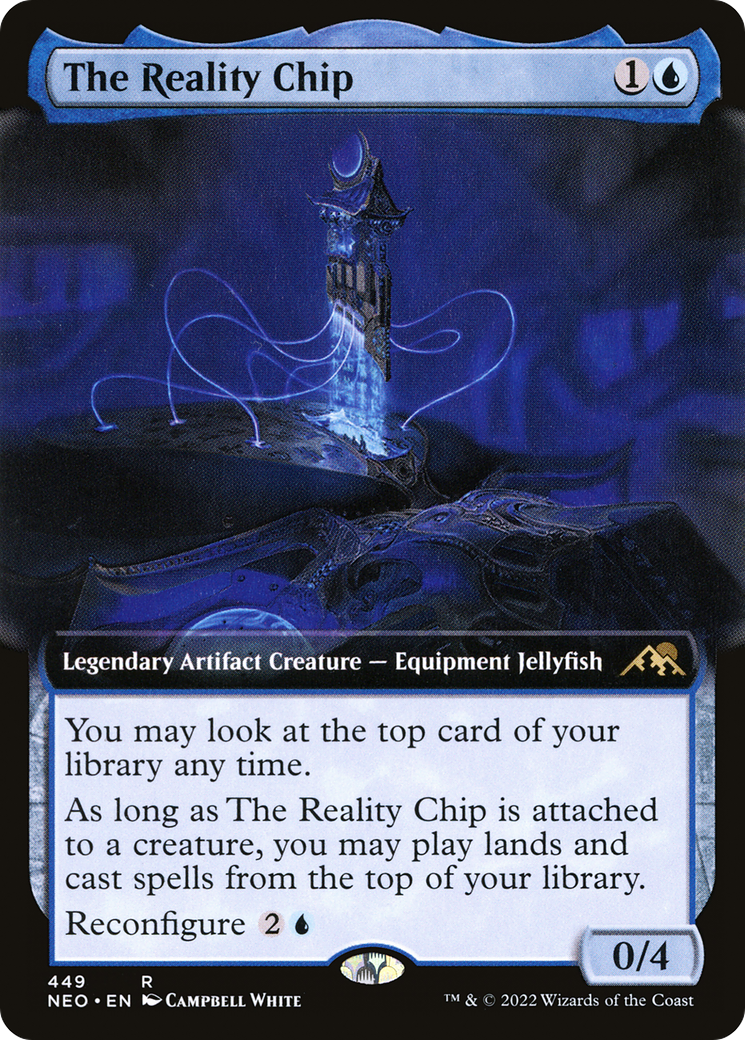 The Reality Chip 1
Legendary Artifact Creature — Equipment Jellyfish
You may look at the top card of your
library any time.
As long as The Reality Chip is attached
to a creature, you may play lands and
cast spells from the top of your library.
Reconfigure 2
0/4
449 R
NEO • EN CAMPBELL WHITE
™ & © 2022 Wizards of the Coast